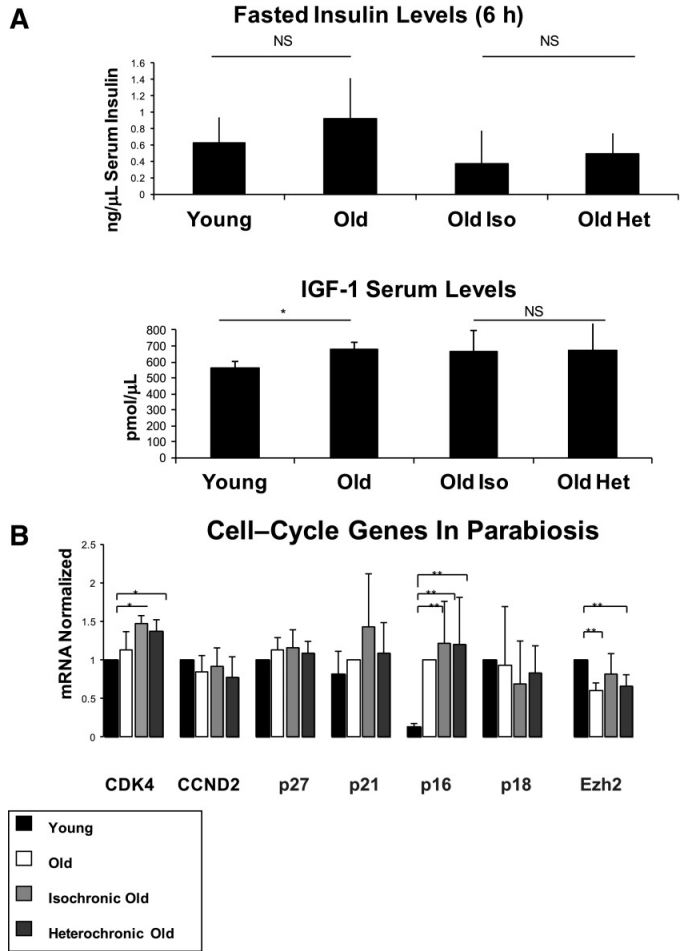 A
Fasted Insulin Levels (6 h)
NS
NS
ng/μL Serum Insulin
1.6
1.4
1.2
1
0.8
0.6
0.4
0.2
0
Young
Old
Old Iso
Old Het
IGF-1 Serum Levels
*
NS
pmol/μL
800
700
600
500
400
300
200
100
0
Young
Old
Old Iso
Old Het
B
Cell–Cycle Genes In Parabiosis
mRNA Normalized
2.5
2
1.5
1
0.5
0
*
*
**
**
**
**
**
CDK4
CCND2
p27
p21
p16
p18
Ezh2
Young
Old
Isochronic Old
Heterochronic Old